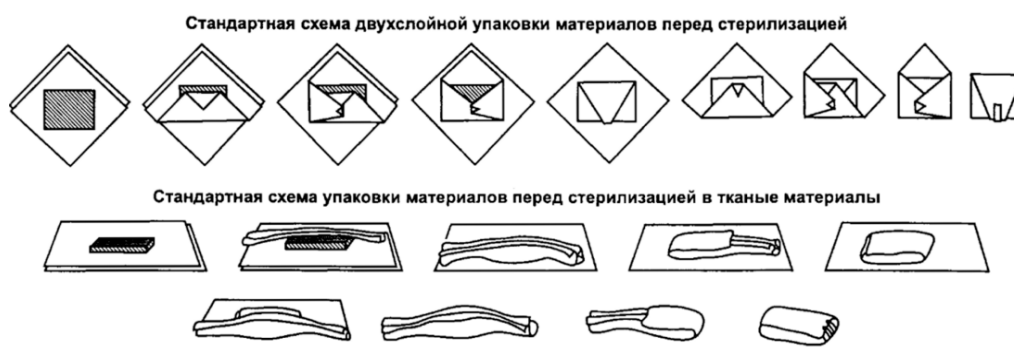 Стандартная схема двухслойной упаковки материалов перед стерилизацией
Стандартная схема упаковки материалов перед стерилизацией в тканые материалы